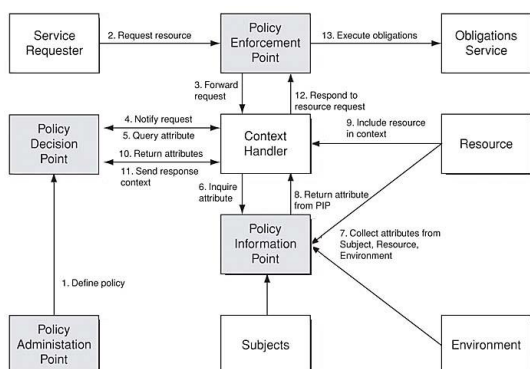 Service
Requester
2. Request resource
Policy
Enforcement
Point
13. Execute obligations
Obligations
Service
3. Forward
request
12. Respond to
resource request
Policy
Decision
Point
4. Notify request
5. Query attribute
10. Return attributes
11. Send response
context
Context
Handler
9. Include resource
in context
Resource
6. Inquire
attribute
8. Return attribute
from PIP
Policy
Information
Point
7. Collect attributes from
Subject, Resource,
Environment
1. Define policy
Policy
Administation
Point
Subjects
Environment